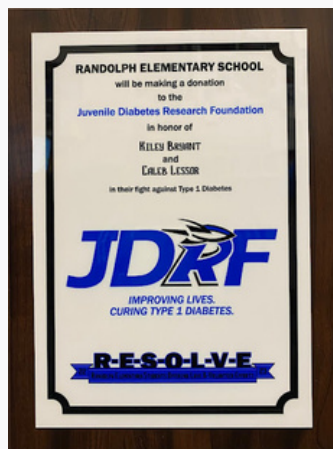 RANDOLPH ELEMENTARY SCHOOL
will be making a donation
to the
Juvenile Diabetes Research Foundation
in honor of
KILEY BRYANT
and
CALEB LESSOR
in their fight against Type 1 Diabetes
JDRF
IMPROVING LIVES.
CURING TYPE 1 DIABETES.
R-E-S-O-L-V-E